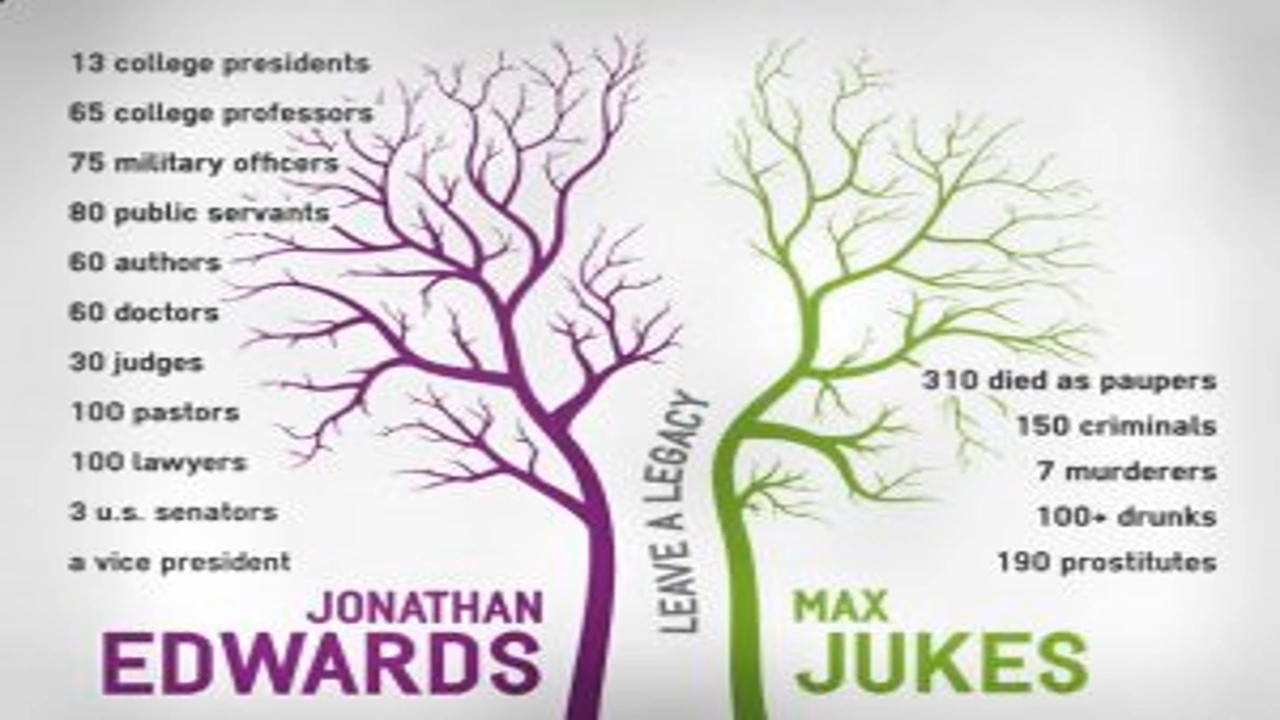 13 college presidents
65 college professors
75 military officers
80 public servants
60 authors
60 doctors
30 judges
100 pastors
100 lawyers
3 u.s. senators
a vice president
JONATHAN
EDWARDS
LEAVE A LEGACY
310 died as paupers
150 criminals
7 murderers
100+ drunks
190 prostitutes
MAX
JUKES